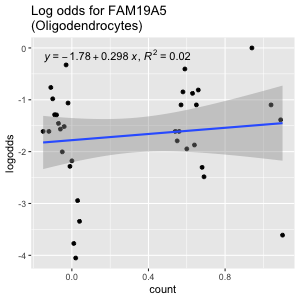 Log odds for FAM19A5
(Oligodendrocytes)
y = −1.78 + 0.298 x, R² = 0.02
logodds
0
-1
-2
-3
-4
0.0 0.4 0.8
count